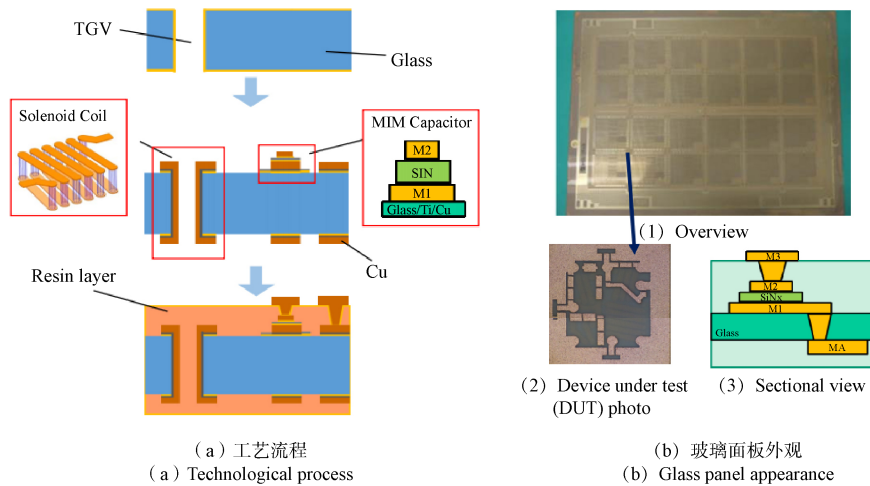 TGV
Glass
Solenoid Coil
MIM Capacitor
M2
SIN
M1
Glass/Ti/Cu
Cu
Resin layer
(a)工艺流程
(a) Technological process
(1) Overview
(2) Device under test
(DUT) photo
M3
M2
SiNx
M1
Glass
MA
(3) Sectional view
(b)玻璃面板外观
(b) Glass panel appearance